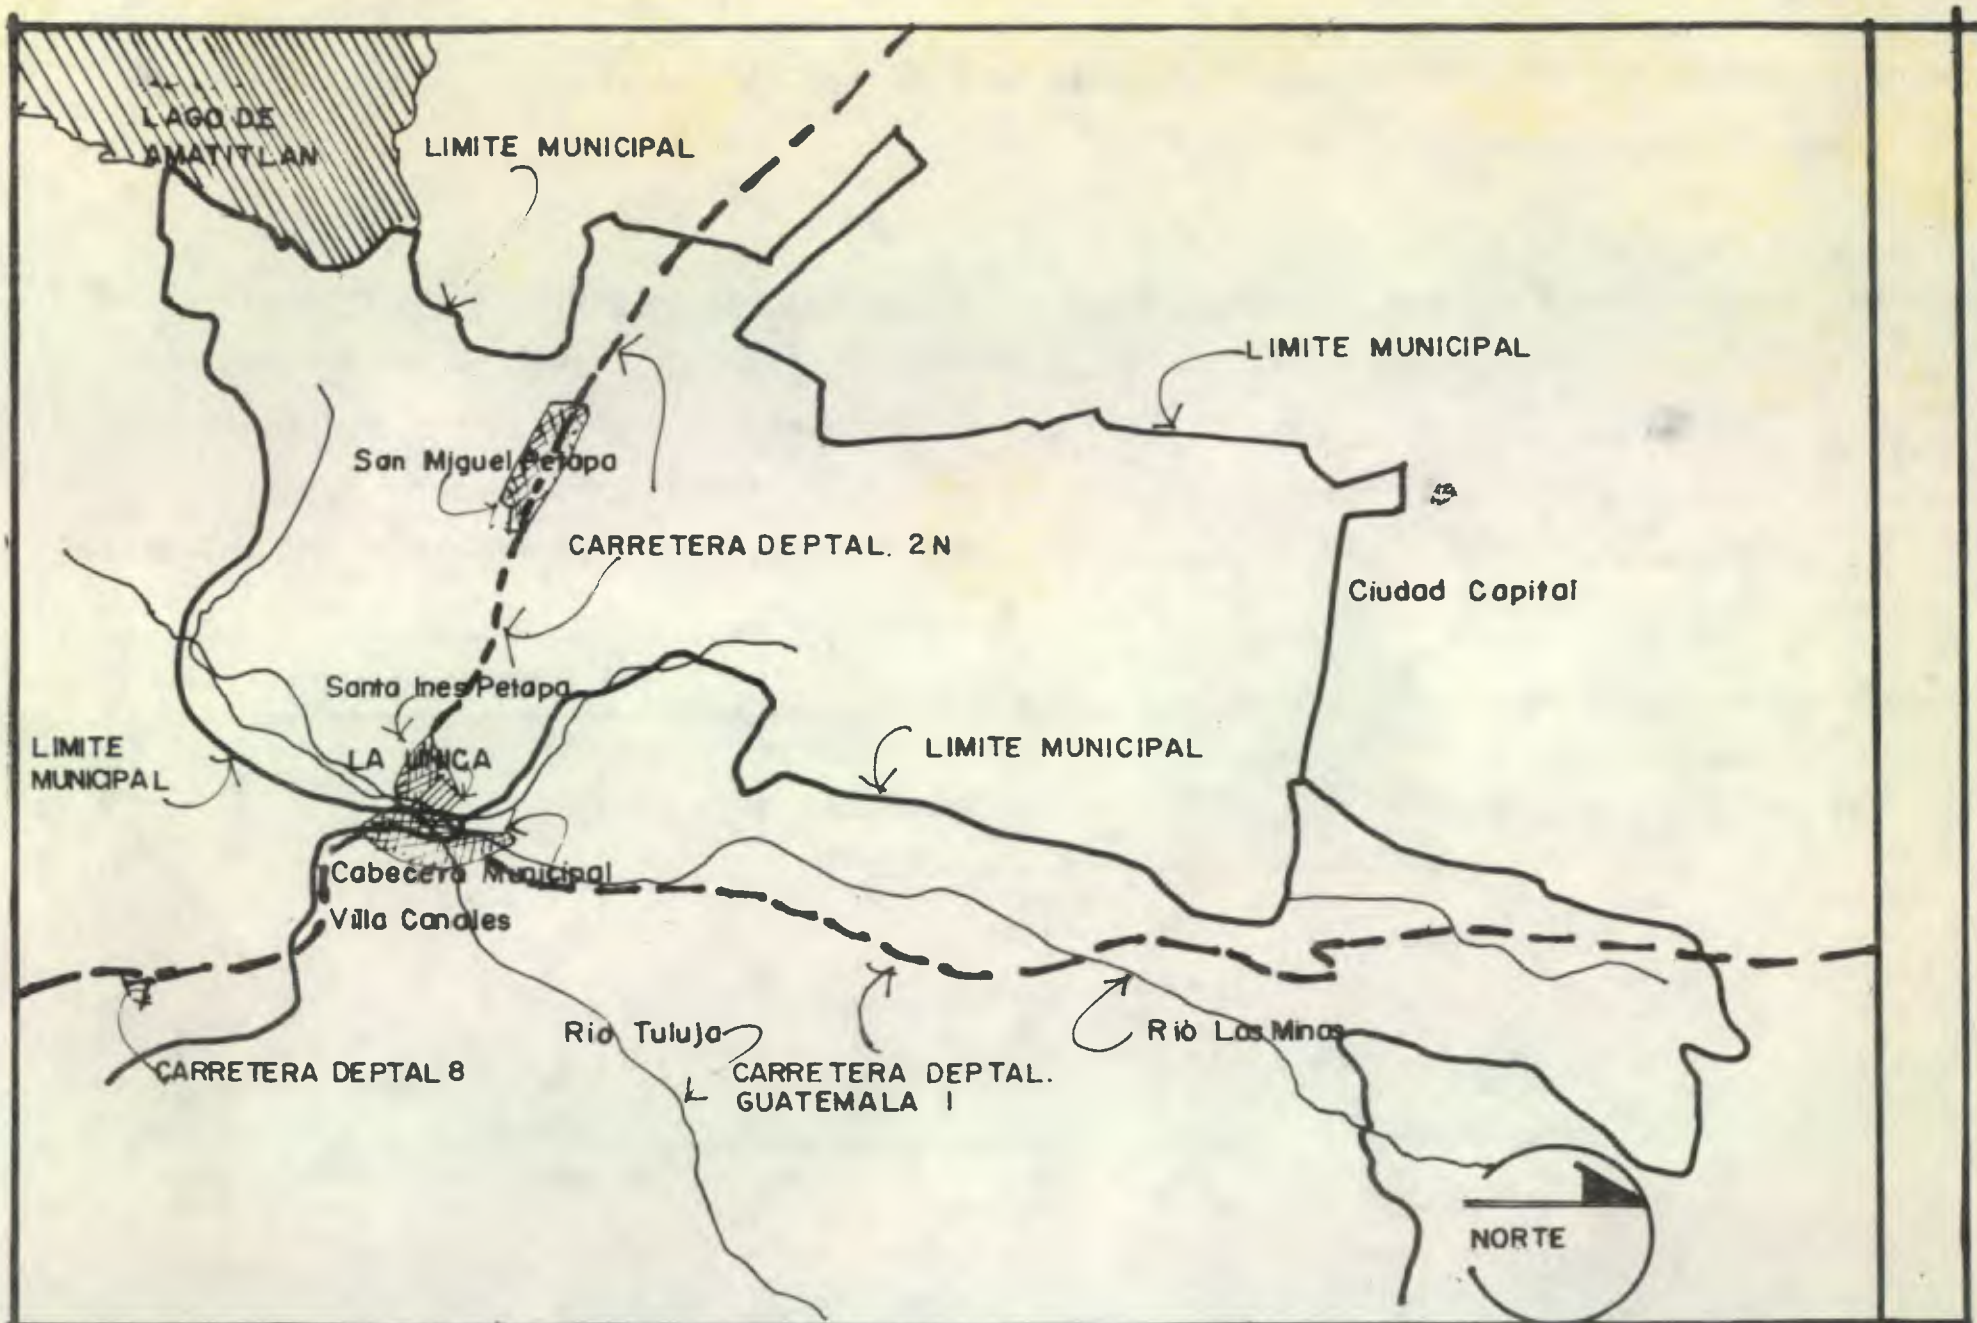 LAGO DE
AMATITLAN
LIMITE MUNICIPAL
LIMITE MUNICIPAL
San Miguel Petapa
CARRETERA DEPTAL. 2N
Ciudad Capital
Santa Ines Petapa
LIMITE
MUNICIPAL
LA UNICA
LIMITE MUNICIPAL
Cabecera Municipal
Villa Canales
Rio Tuluja
Rio Las Minas
CARRETERA DEPTAL 8
CARRETERA DEPTAL.
GUATEMALA 1
NORTE